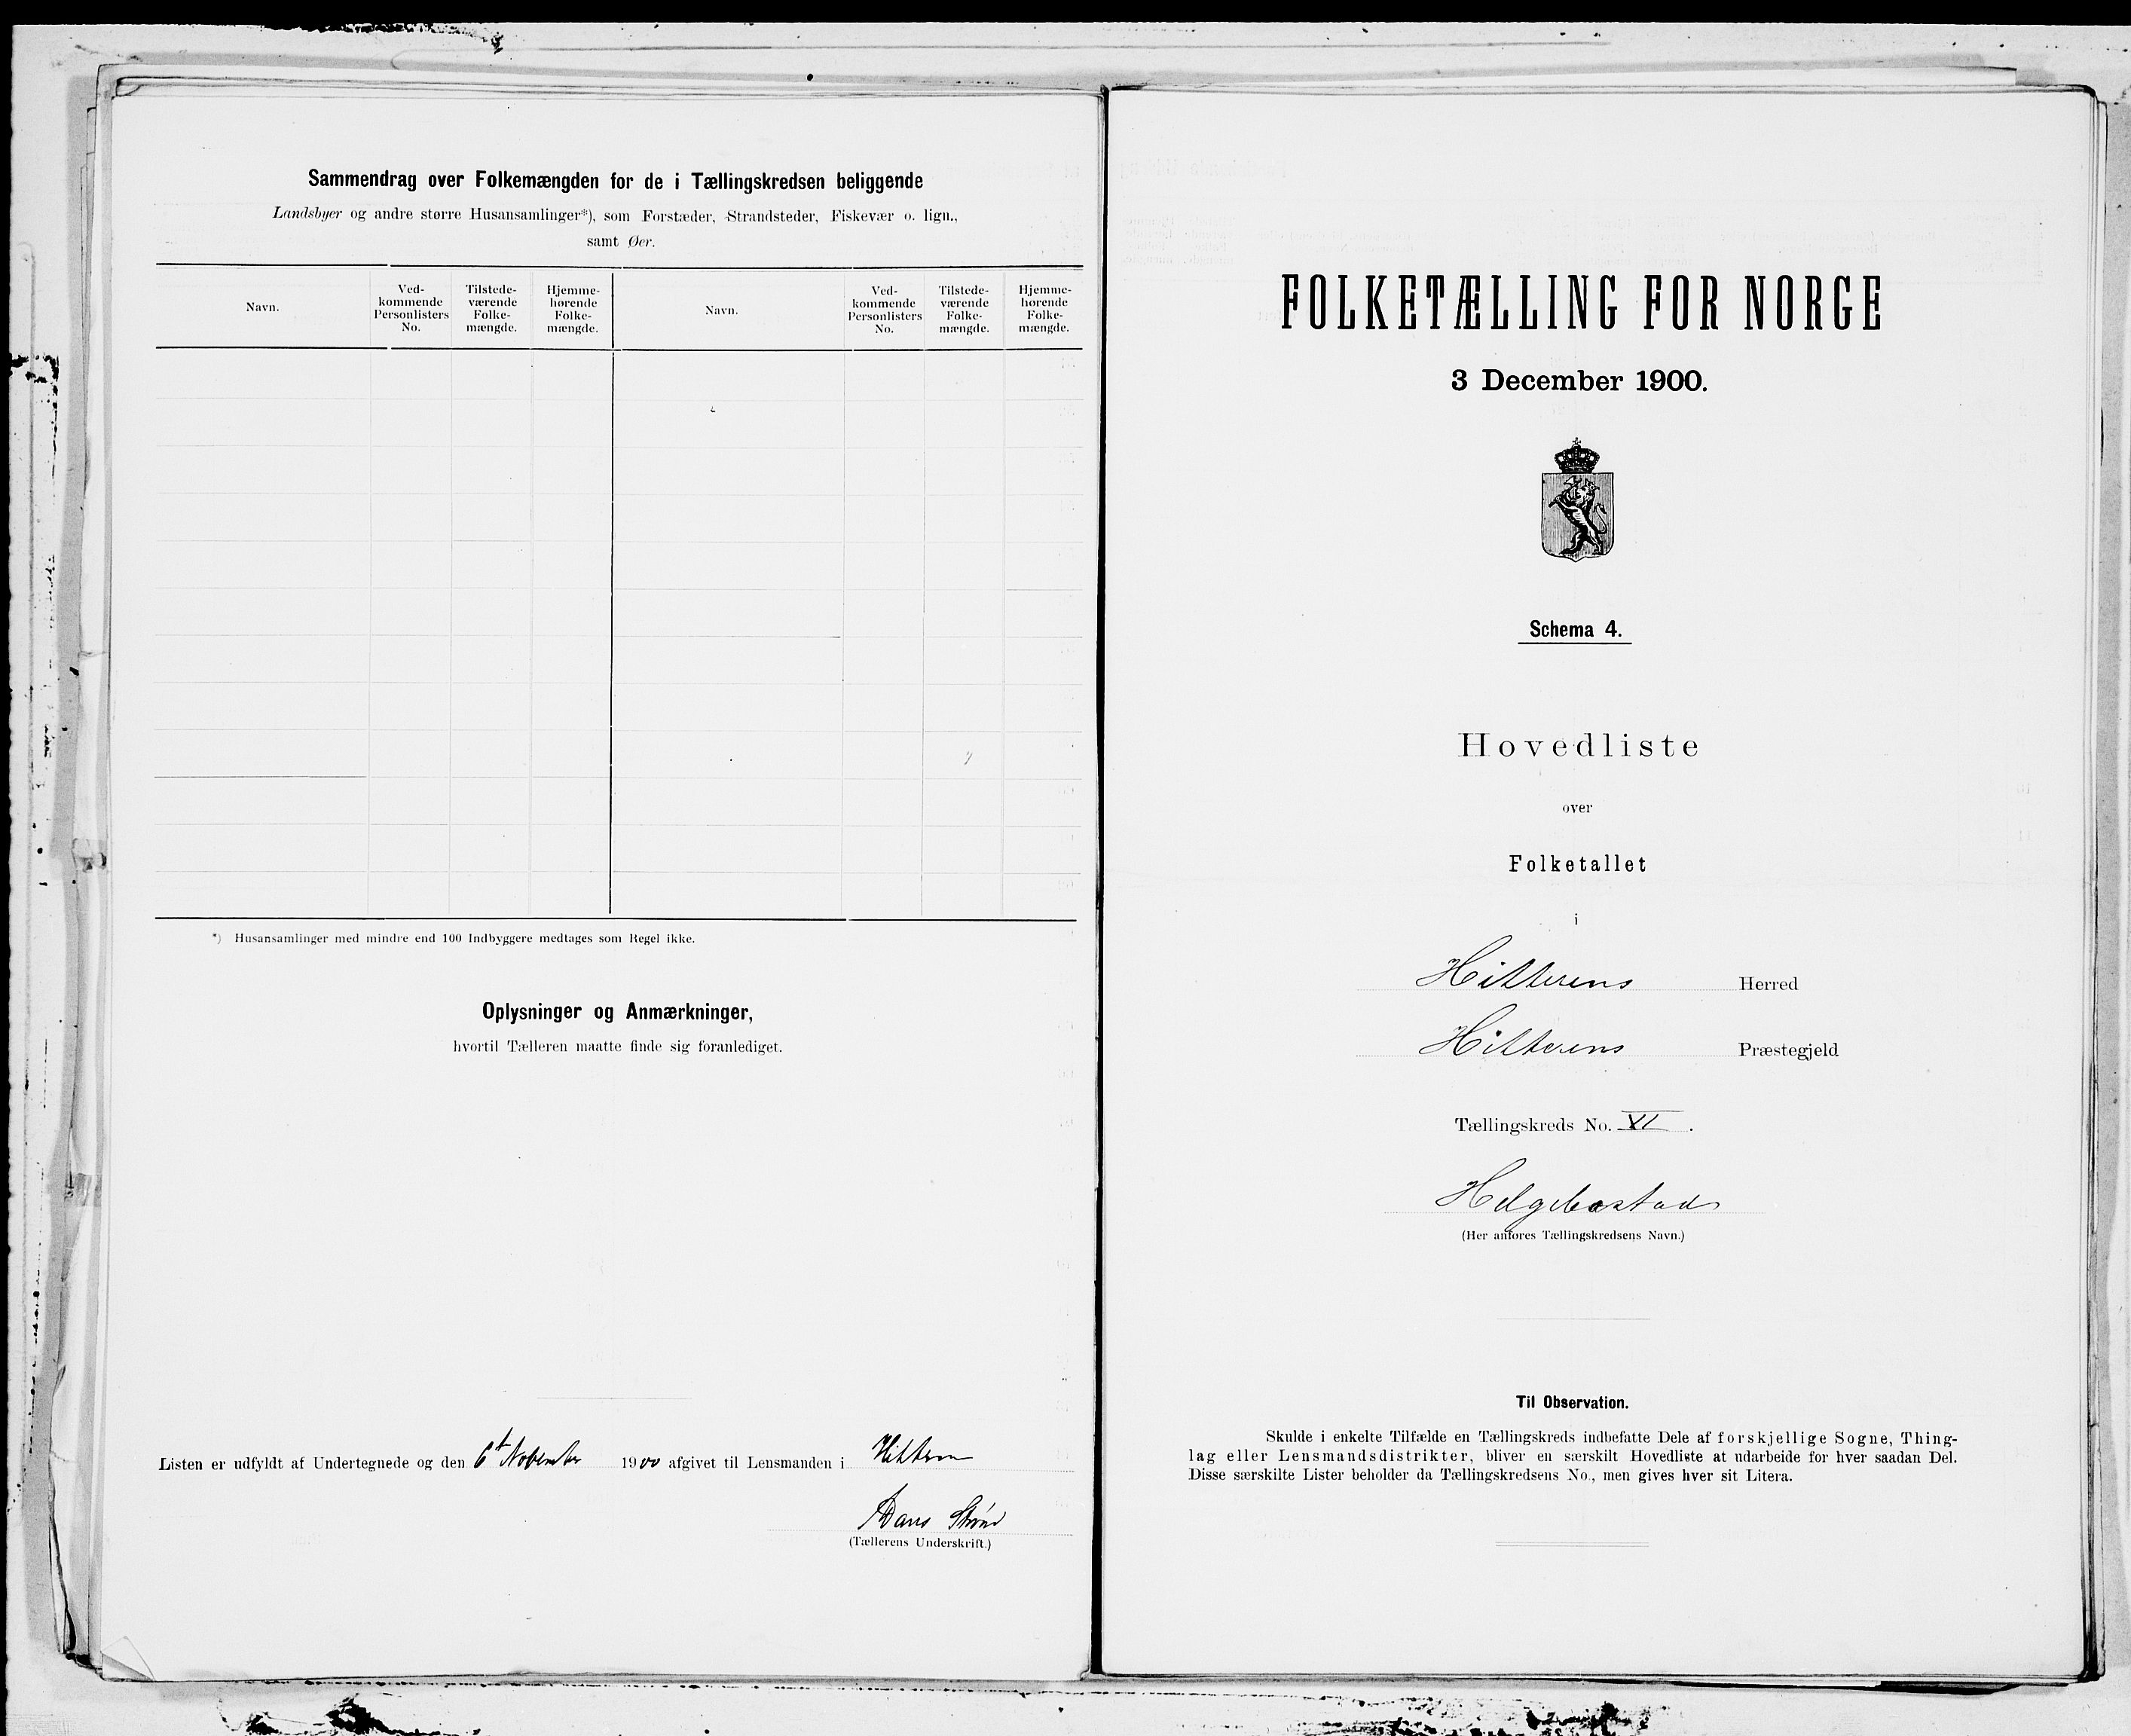 Sammendrag over Folkemængden for de i Tællingskredsen beliggende
Landsbyer og andre større Husansamlinger*), som Forstæder, Strandsteder, Fiskevær o. lign.,
samt Øer.
Navn.
Ved-
kommende
Personlisters
No.
Tilstede-
værende
Folke-
mængde.
Hjemme-
hørende
Folke-
mængde.
Navn.
Ved-
kommende
Personlisters
No.
Tilstede-
værende
Folke-
mængde.
Hjemme-
hørende
Folke-
mængde.
*) Husansamlinger med mindre end 100 Indbyggere medtages som Regel ikke.
Oplysninger og Anmærkninger,
hvortil Tælleren maatte finde sig foranlediget.
Listen er udfyldt af Undertegnede og den 6t November 1900 afgivet til Lensmanden i Hitteren
Hans
(Tællerens Underskrift.)
FOLKETÆLLING FOR NORGE
3 December 1900.
Schema 4.
Hovedliste
over
Folketallet
i
Hitterens Herred
Hitterens Præstegjeld
Tællingskreds No. XI.
Helgebostad
(Her anføres Tællingskredsens Navn.)
Til Observation.
Skulde i enkelte Tilfælde en Tællingskreds indbefatte Dele af forskjellige Sogne, Thing-
lag eller Lensmandsdistrikter, bliver en særskilt Hovedliste at udarbeide for hver saadan Del.
Disse særskilte Lister beholder da Tællingskredsens No., men gives hver sit Litera.